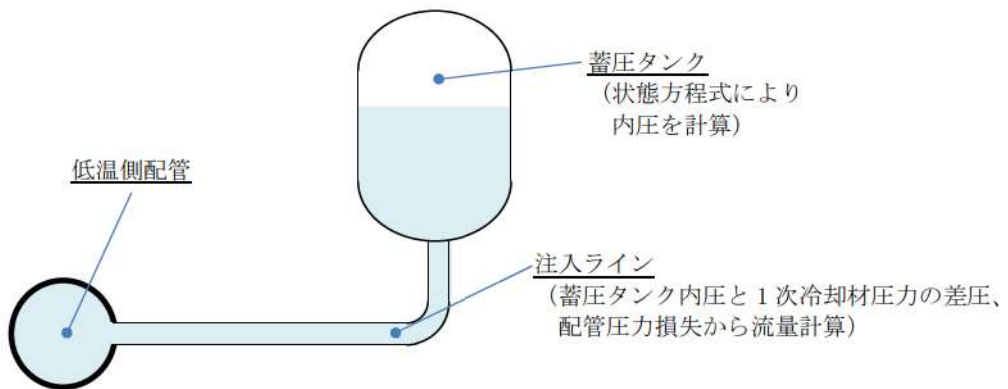 蓄圧タンク
（状態方程式により
内圧を計算）
低温側配管
注入ライン
（蓄圧タンク内圧と１次冷却材圧力の差圧、
配管圧力損失から流量計算）